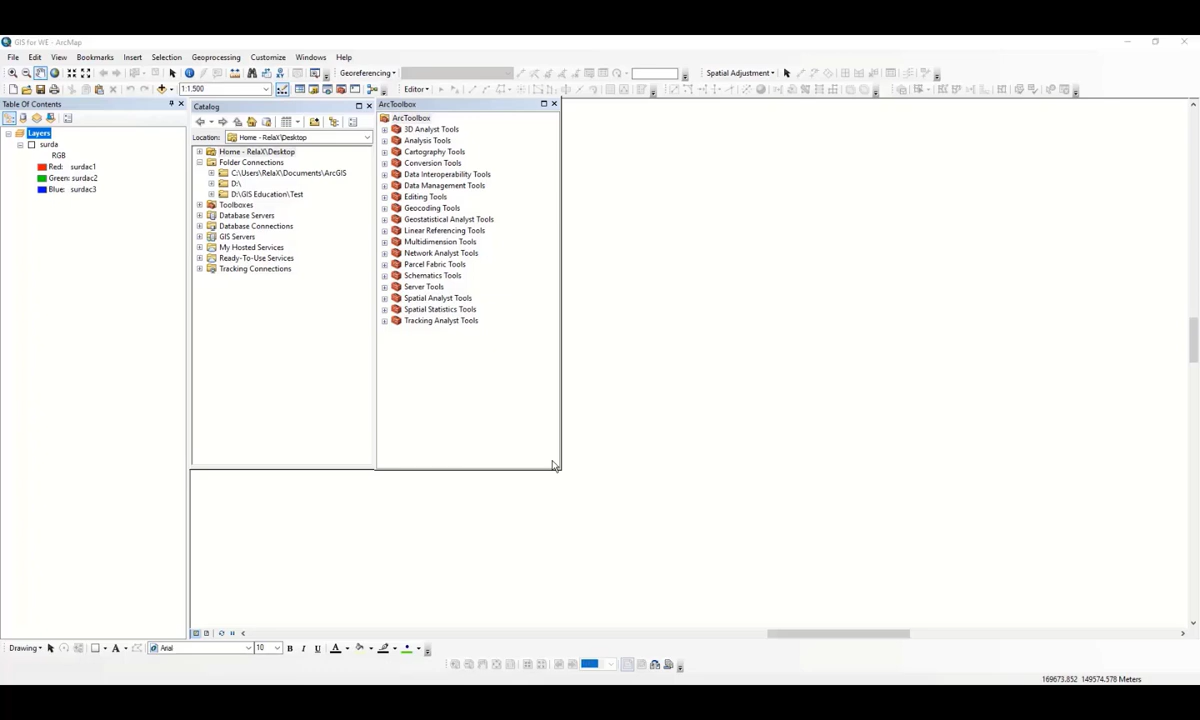 GIS for WE - ArcMap
File Edit View Bookmarks Insert Selection Geoprocessing Customize Windows Help
Georeferencing Spatial Adjustment
1:1,500 Editor
Table Of Contents
Layers
surda
RGB
Red: surdac1
Green: surdac2
Blue: surdac3
Catalog
Location: Home - RelaX\Desktop
Home - RelaX\Desktop
Folder Connections
C:\Users\RelaX\Documents\ArcGIS
D:\
D:\GIS Education\Test
Toolboxes
Database Servers
Database Connections
GIS Servers
My Hosted Services
Ready-To-Use Services
Tracking Connections
ArcToolbox
ArcToolbox
3D Analyst Tools
Analysis Tools
Cartography Tools
Conversion Tools
Data Interoperability Tools
Data Management Tools
Editing Tools
Geocoding Tools
Geostatistical Analyst Tools
Linear Referencing Tools
Multidimension Tools
Network Analyst Tools
Parcel Fabric Tools
Schematics Tools
Server Tools
Spatial Analyst Tools
Spatial Statistics Tools
Tracking Analyst Tools
Drawing A Arial 10 B I U A
169673.852 149574.578 Meters